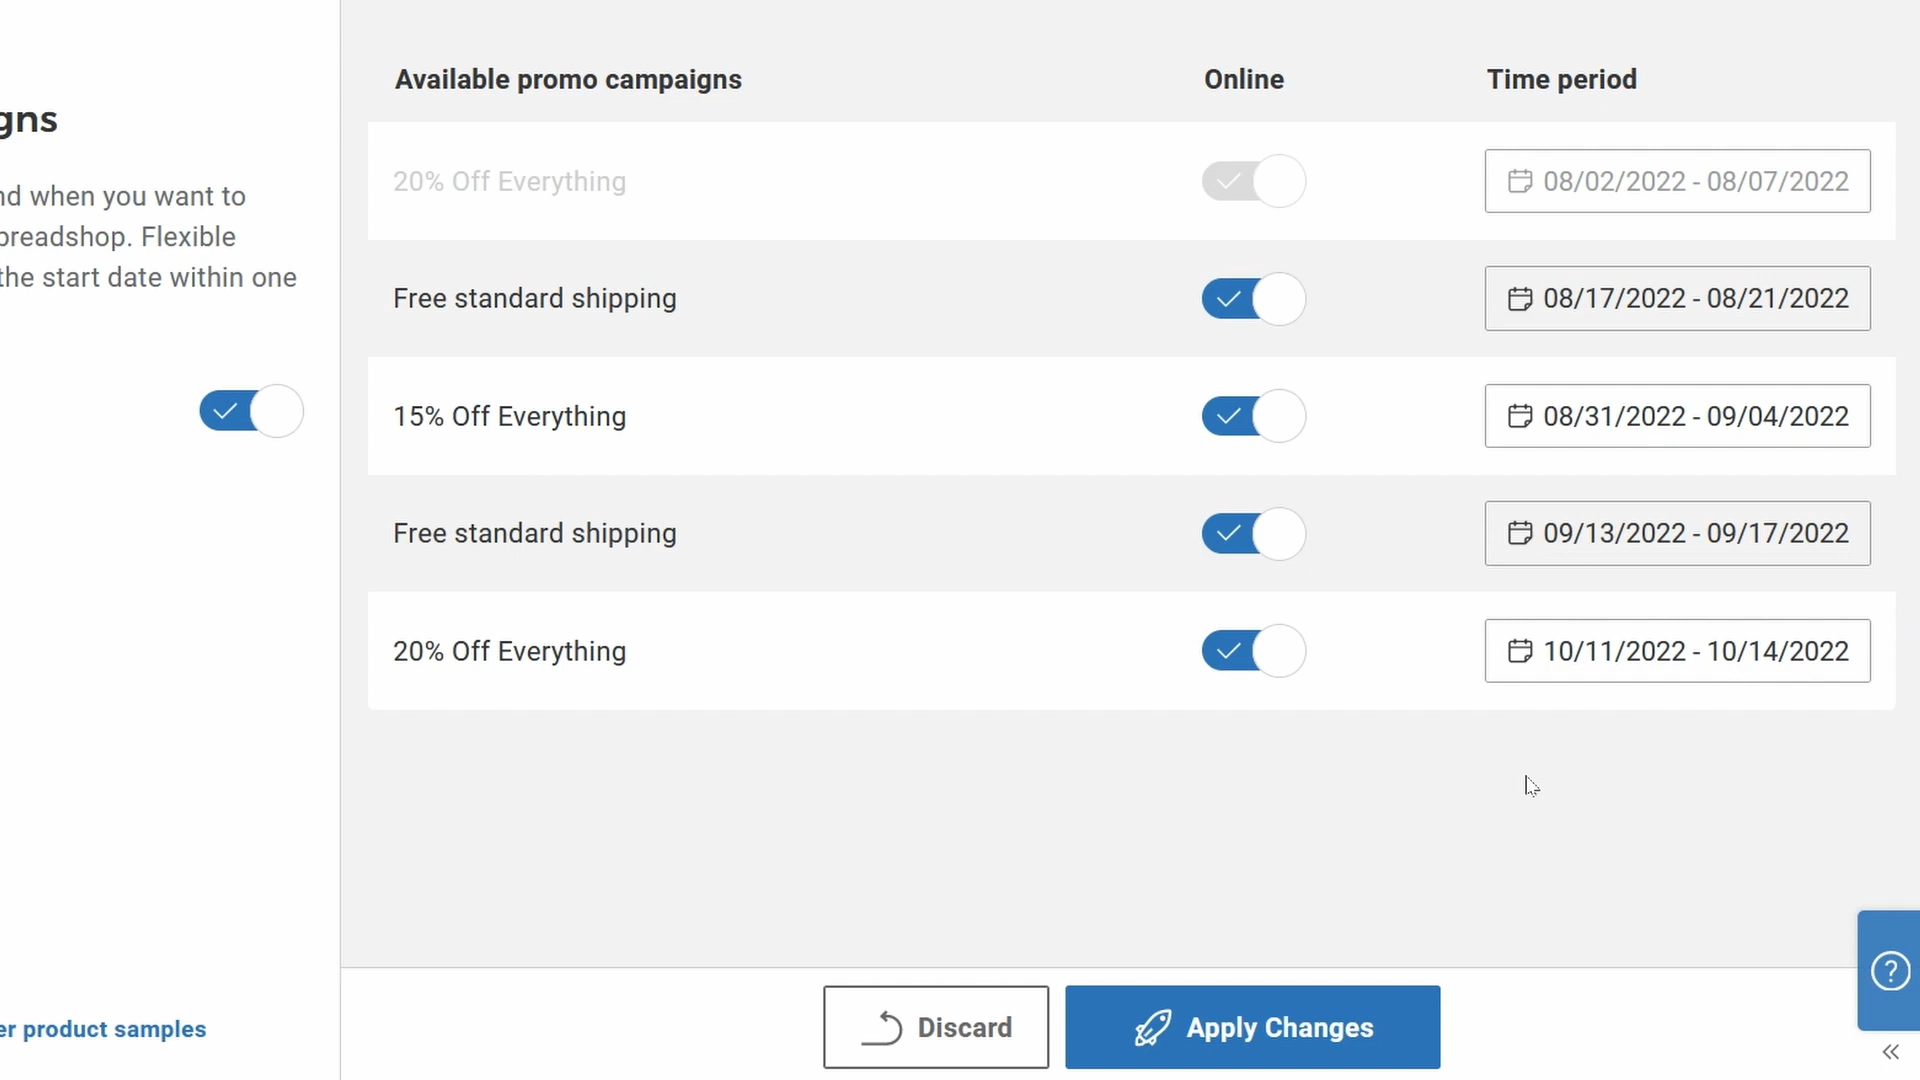 gns
nd when you want to
preadshop. Flexible
the start date within one
er product samples
Available promo campaigns Online Time period
20% Off Everything 08/02/2022 - 08/07/2022
Free standard shipping 08/17/2022 - 08/21/2022
15% Off Everything 08/31/2022 - 09/04/2022
Free standard shipping 09/13/2022 - 09/17/2022
20% Off Everything 10/11/2022 - 10/14/2022
Discard Apply Changes
?